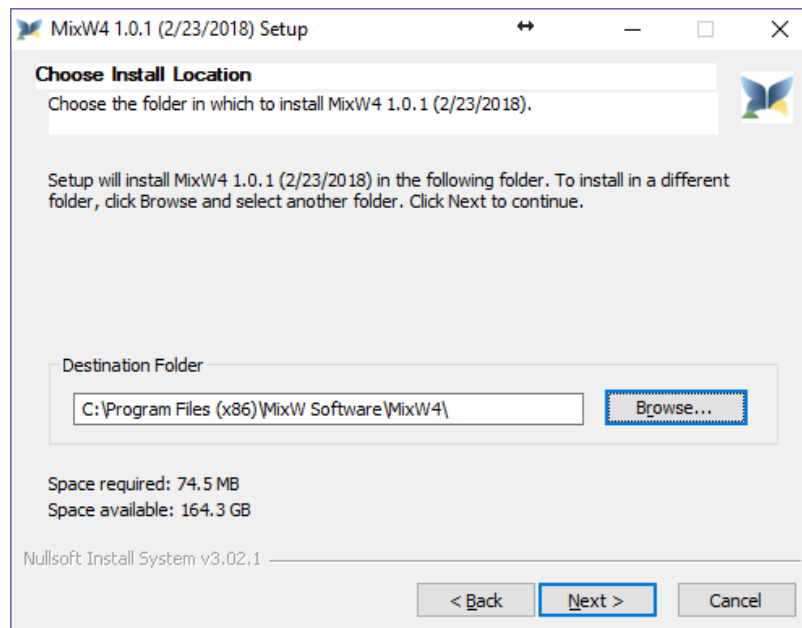 MixW4 1.0.1 (2/23/2018) Setup
Choose Install Location
Choose the folder in which to install MixW4 1.0.1 (2/23/2018).
Setup will install MixW4 1.0.1 (2/23/2018) in the following folder. To install in a different
folder, click Browse and select another folder. Click Next to continue.
Destination Folder
C:\Program Files (x86)\MixW Software\MixW4\
Browse...
Space required: 74.5 MB
Space available: 164.3 GB
Nullsoft Install System v3.02.1
< Back
Next >
Cancel